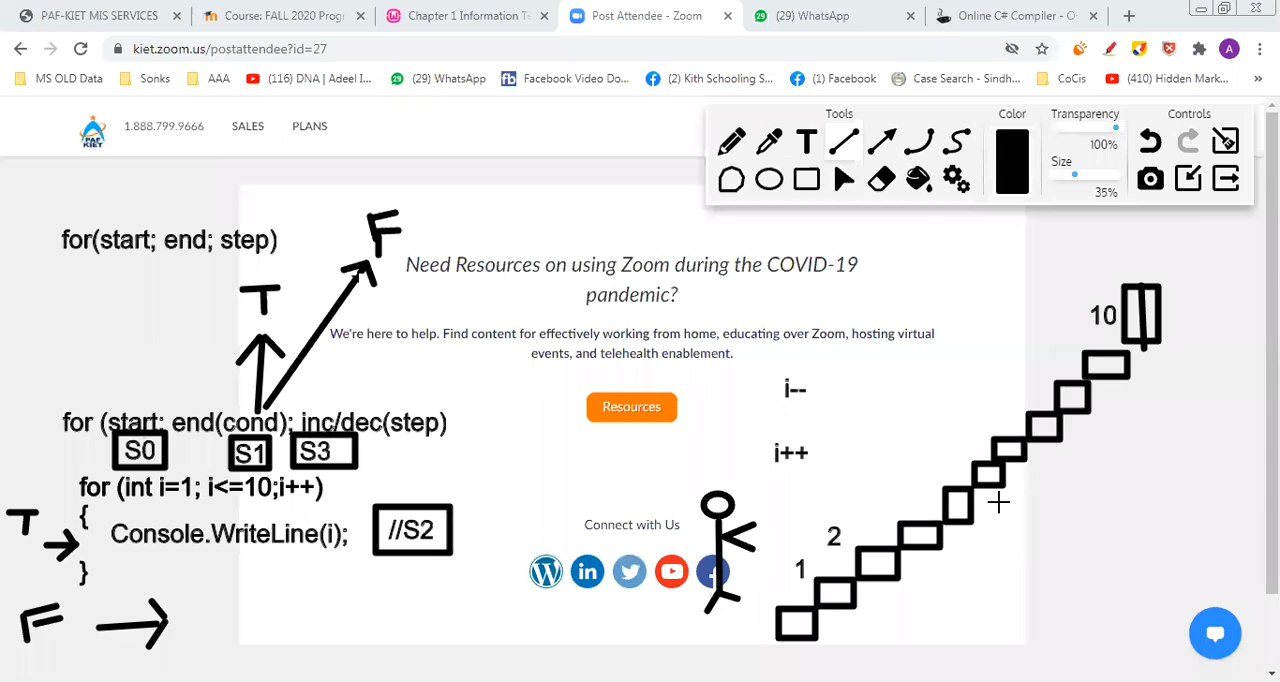 PAF-KIET MIS SERVICES
Course: FALL 2020 Prog
Chapter 1 Information T
Post Attendee - Zoom
(29) WhatsApp
Online C# Compiler - O
kiet.zoom.us/postattendee?id=27
A
MS OLD Data
Sonks
AAA
(116) DNA | Adeel I...
(29) WhatsApp
Facebook Video Do...
(2) Kith Schooling S...
(1) Facebook
Case Search - Sindh...
CoCis
(410) Hidden Mark...
»
PAF KIET
1.888.799.9666
SALES
PLANS
Tools
Color
Transparency
Controls
100%
Size
35%
T
for(start; end; step)
F
T
Need Resources on using Zoom during the COVID-19
pandemic?
We're here to help. Find content for effectively working from home, educating over Zoom, hosting virtual
events, and telehealth enablement.
10
i--
Resources
for (start; end(cond); inc/dec(step)
S0
S1
S3
i++
for (int i=1; i<=10;i++)
T
{
Console.WriteLine(i);
//S2
}
F
Connect with Us
2
1